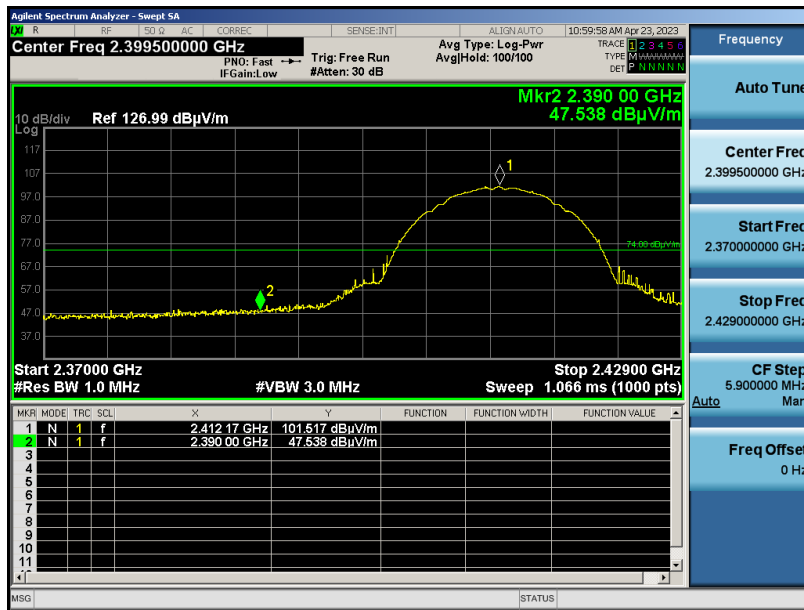 Agilent Spectrum Analyzer - Swept SA
LXI R RF 50 Ω AC CORREC SENSE:INT ALIGN AUTO 10:59:58 AM Apr 23, 2023
Center Freq 2.399500000 GHz
PNO: Fast
IFGain:Low
Trig: Free Run
#Atten: 30 dB
Avg Type: Log-Pwr
Avg|Hold: 100/100
TRACE 1 2 3 4 5 6
TYPE M WWWWW
DET P N N N N N
Mkr2 2.390 00 GHz
47.538 dBµV/m
10 dB/div Ref 126.99 dBµV/m
Log
117
107
97.0
87.0
77.0
67.0
57.0
47.0
37.0
1
2
74.00 dBµV/m
Start 2.37000 GHz Stop 2.42900 GHz
#Res BW 1.0 MHz #VBW 3.0 MHz Sweep 1.066 ms (1000 pts)
MKR MODE TRC SCL X Y FUNCTION FUNCTION WIDTH FUNCTION VALUE
1 N 1 f 2.412 17 GHz 101.517 dBµV/m
2 N 1 f 2.390 00 GHz 47.538 dBµV/m
3
4
5
6
7
8
9
10
11
MSG STATUS
Frequency
Auto Tune
Center Freq
2.399500000 GHz
Start Freq
2.370000000 GHz
Stop Freq
2.429000000 GHz
CF Step
5.900000 MHz
Auto Man
Freq Offset
0 Hz